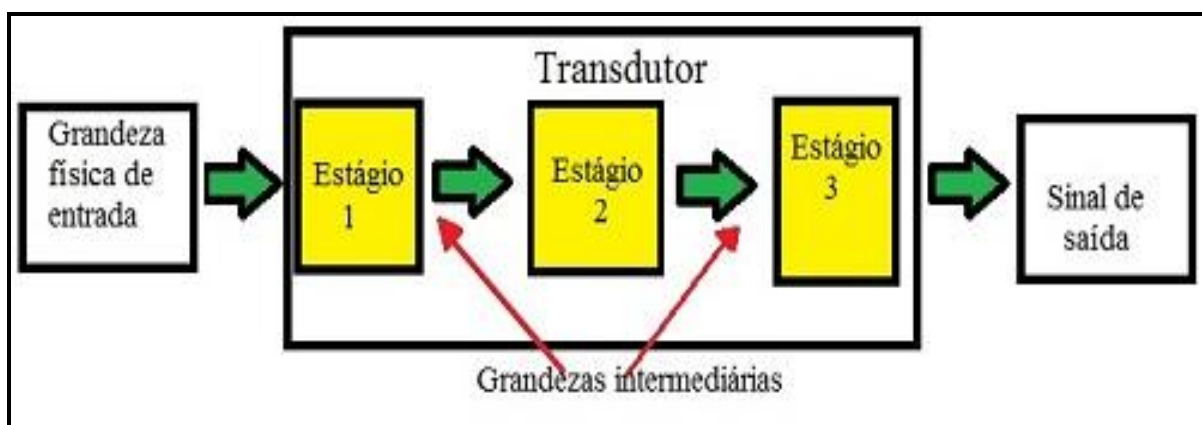 Transdutor
Grandeza
física de
entrada
Estágio
1
Estágio
2
Estágio
3
Sinal de
saída
Grandezas intermediárias